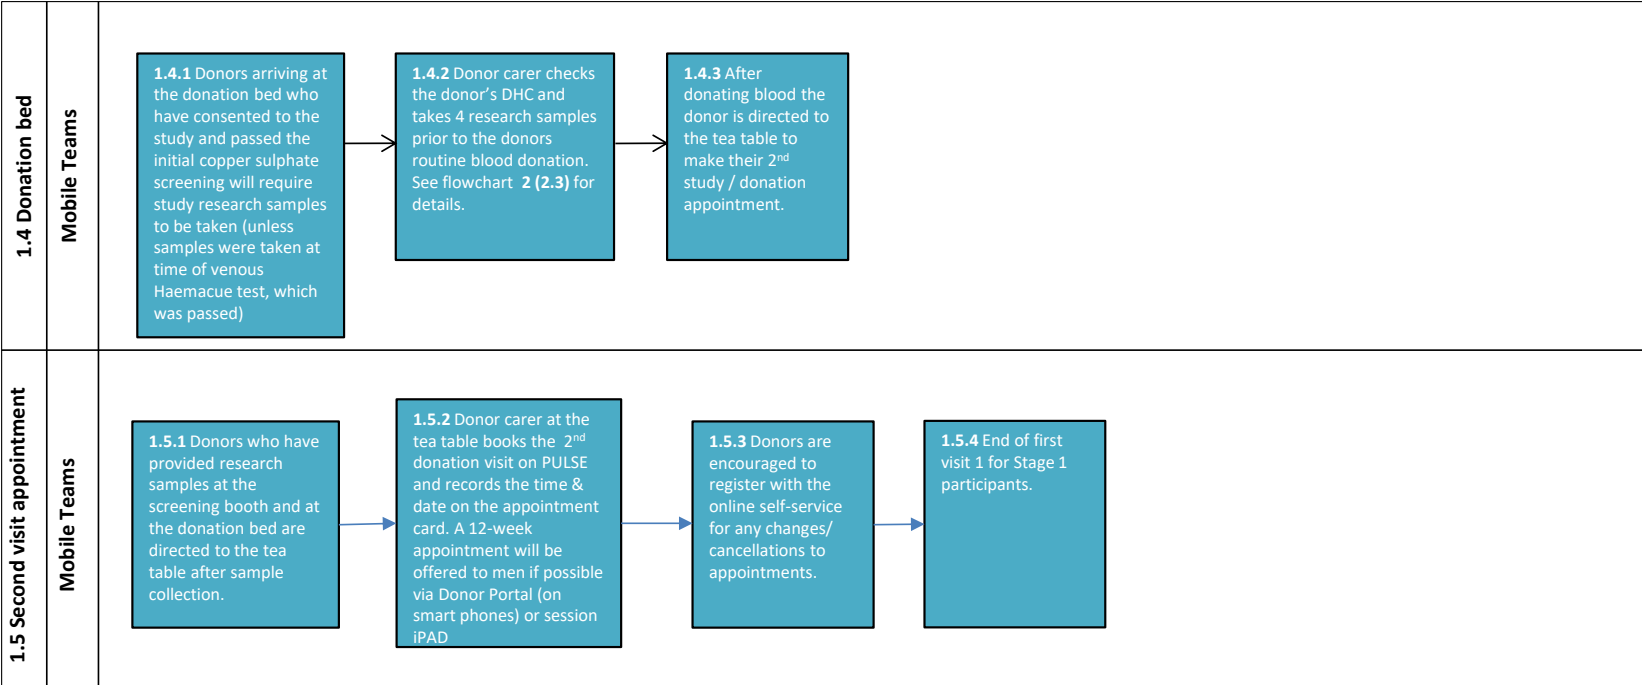 1.4 Donation bed
Mobile Teams
1.4.1 Donors arriving at
the donation bed who
have consented to the
study and passed the
initial copper sulphate
screening will require
study research samples
to be taken (unless
samples were taken at
time of venous
Haemacue test, which
was passed)
1.4.2 Donor carer checks
the donor’s DHC and
takes 4 research samples
prior to the donors
routine blood donation.
See flowchart 2 (2.3) for
details.
1.4.3 After
donating blood the
donor is directed to
the tea table to
make their 2nd
study / donation
appointment.
1.5 Second visit appointment
Mobile Teams
1.5.1 Donors who have
provided research
samples at the
screening booth and at
the donation bed are
directed to the tea
table after sample
collection.
1.5.2 Donor carer at the
tea table books the 2nd
donation visit on PULSE
and records the time &
date on the appointment
card. A 12-week
appointment will be
offered to men if possible
via Donor Portal (on
smart phones) or session
iPAD
1.5.3 Donors are
encouraged to
register with the
online self-service
for any changes/
cancellations to
appointments.
1.5.4 End of first
visit 1 for Stage 1
participants.